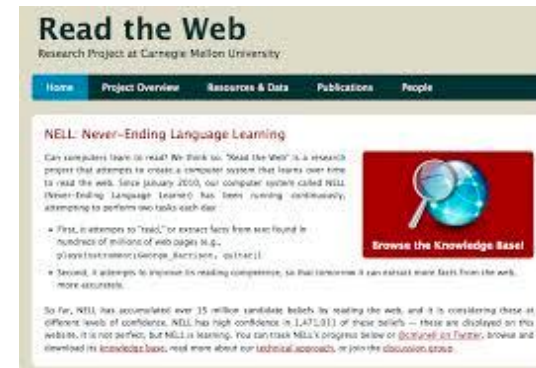 Read the Web
Research Project at Carnegie Mellon University
Home Project Overview Resources & Data Publications People
NELL: Never-Ending Language Learning
Can computers learn to read? We think so. "Read the Web" is a research
project that attempts to create a computer system that learns over time
to read the web. Since January 2010, our computer system called NELL
(Never-Ending Language Learner) has been running continuously,
attempting to perform two tasks each day:
First, it attempts to "read," or extract facts from text found in
hundreds of millions of web pages (e.g.,
playsInstrument(George_Harrison, guitar)).
Second, it attempts to improve its reading competence, so that tomorrow it can extract more facts from the web,
more accurately.
Browse the Knowledge Base!
So far, NELL has accumulated over 15 million candidate beliefs by reading the web, and it is considering these at
different levels of confidence. NELL has high confidence in 1,471,011 of these beliefs — these are displayed on this
website. It is not perfect, but NELL is learning. You can track NELL's progress below or @cmunell on Twitter, browse and
download its knowledge base, read more about our technical approach, or join the discussion group.